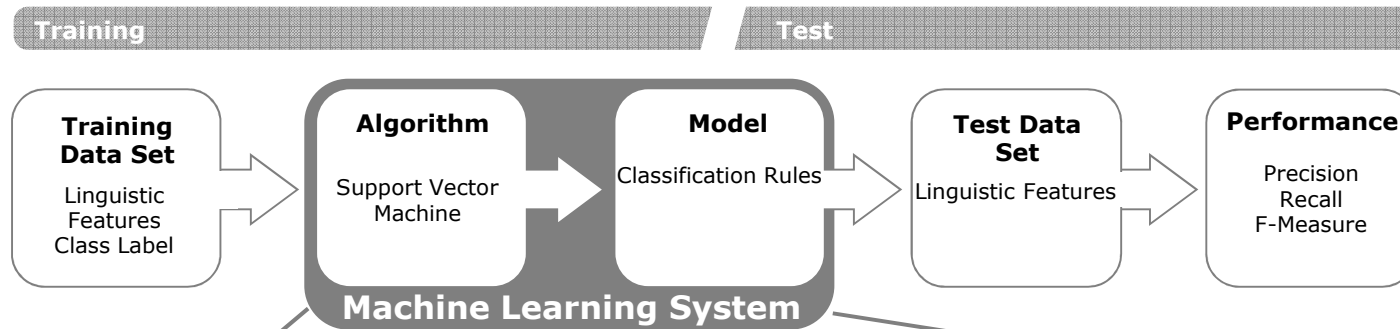 Training
Test
Training
Data Set
Linguistic
Features
Class Label
Algorithm
Support Vector
Machine
Model
Classification Rules
Machine Learning System
Test Data
Set
Linguistic Features
Performance
Precision
Recall
F-Measure